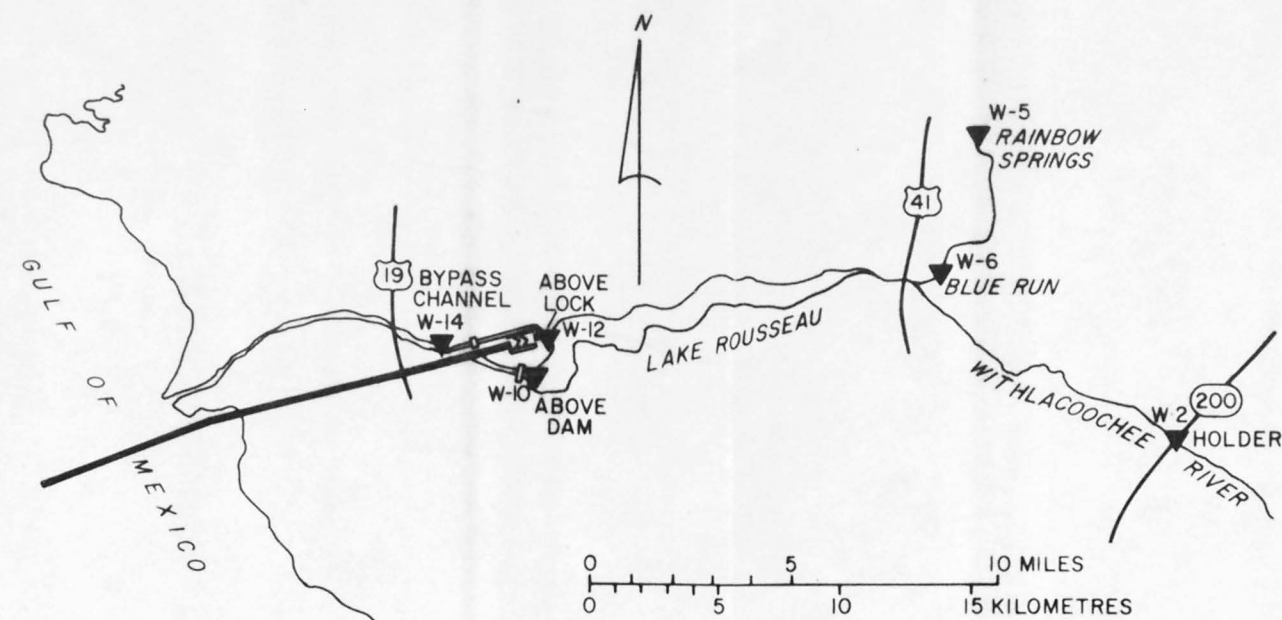 N
W-5
RAINBOW
SPRINGS
41
W-6
BLUE RUN
GULF OF
MEXICO
19
BYPASS
CHANNEL
W-14
ABOVE
LOCK
W-12
LAKE ROUSSEAU
W-10
ABOVE
DAM
WITHLACOOCHEE
RIVER
W-2
200
HOLDER
0 5 10 MILES
0 5 10 15 KILOMETRES